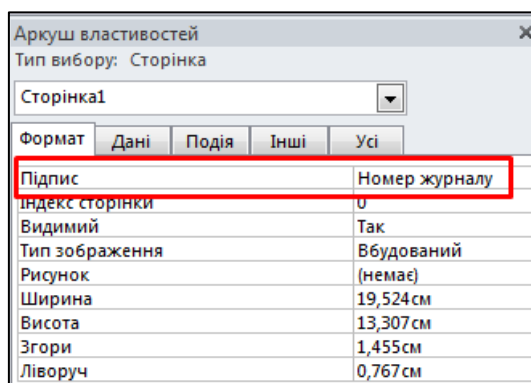 Аркуш властивостей
Тип вибору: Сторінка
Сторінка1
Формат Дані Подія Інші Усі
Підпис Номер журналу
Індекс сторінки 0
Видимий Так
Тип зображення Вбудований
Рисунок (немає)
Ширина 19,524см
Висота 13,307см
Згори 1,455см
Ліворуч 0,767см